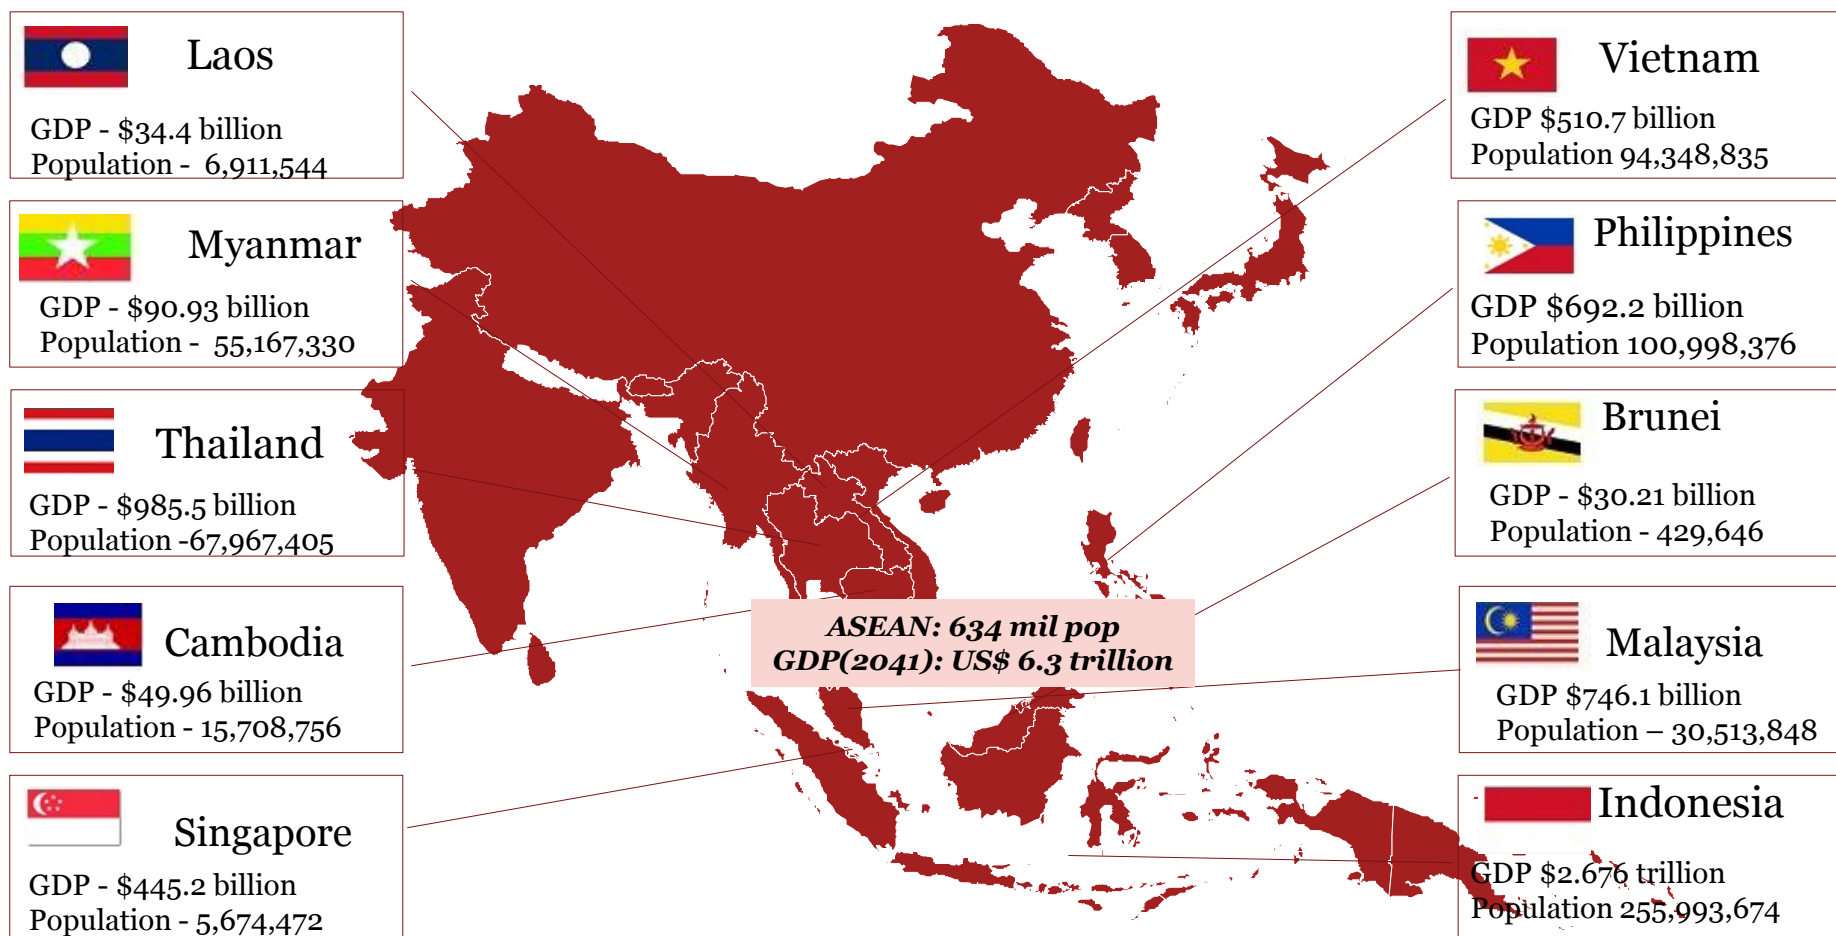 Laos
GDP - $34.4 billion
Population - 6,911,544
Myanmar
GDP - $90.93 billion
Population - 55,167,330
Thailand
GDP - $985.5 billion
Population -67,967,405
Cambodia
GDP - $49.96 billion
Population - 15,708,756
Singapore
GDP - $445.2 billion
Population - 5,674,472
ASEAN: 634 mil pop
GDP(2041): US$ 6.3 trillion
Vietnam
GDP $510.7 billion
Population 94,348,835
Philippines
GDP $692.2 billion
Population 100,998,376
Brunei
GDP - $30.21 billion
Population - 429,646
Malaysia
GDP $746.1 billion
Population – 30,513,848
Indonesia
GDP $2.676 trillion
Population 255,993,674